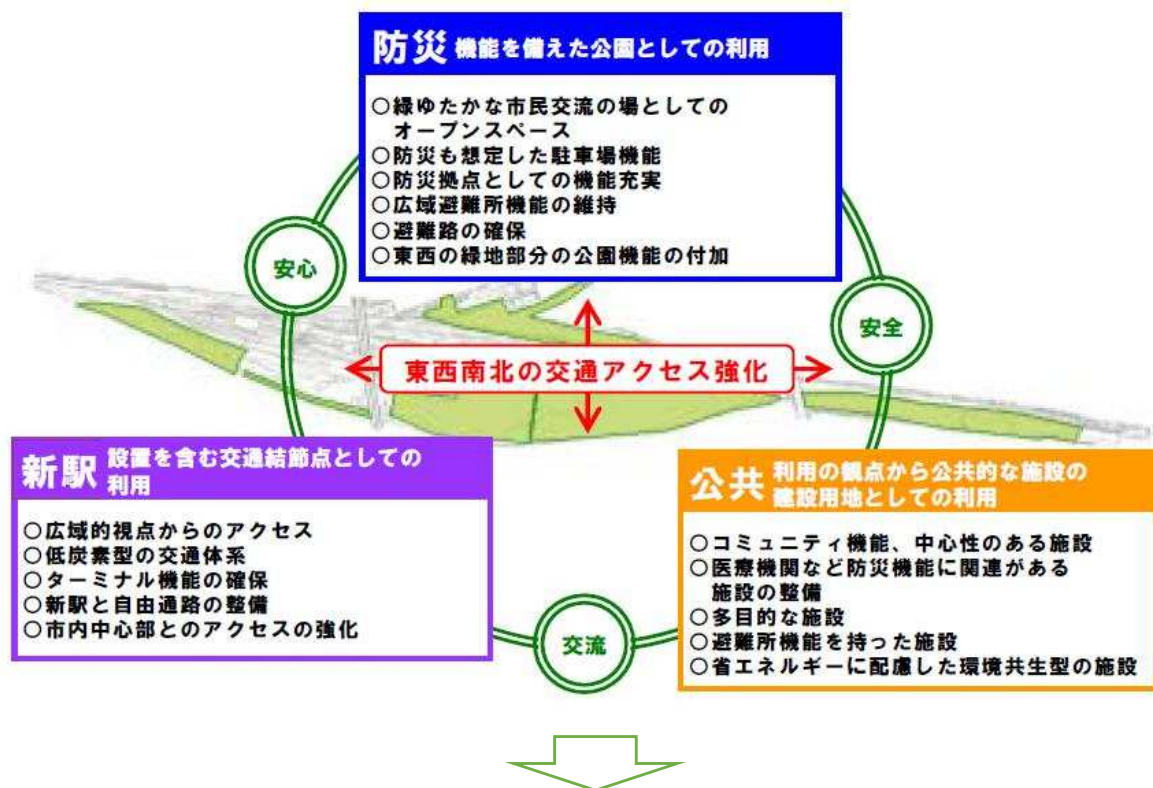 防災 機能を備えた公園としての利用
○緑ゆたかな市民交流の場としての
オープンスペース
○防災も想定した駐車場機能
○防災拠点としての機能充実
○広域避難所機能の維持
○避難路の確保
○東西の緑地部分の公園機能の付加
安心
安全
東西南北の交通アクセス強化
新駅 設置を含む交通結節点としての
利用
○広域的視点からのアクセス
○低炭素型の交通体系
○ターミナル機能の確保
○新駅と自由通路の整備
○市内中心部とのアクセスの強化
公共 利用の観点から公共的な施設の
建設用地としての利用
○コミュニティ機能、中心性のある施設
○医療機関など防災機能に関連がある
施設の整備
○多目的な施設
○避難所機能を持った施設
○省エネルギーに配慮した環境共生型の施設
交流